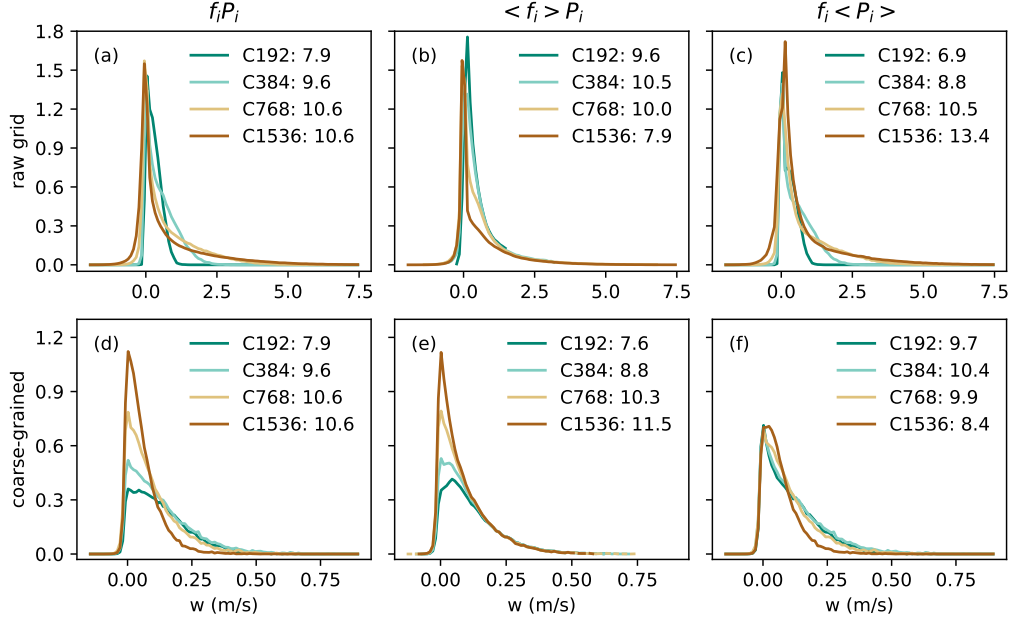 f_iP_i
< f_i > P_i
f_i < P_i >
raw grid
1.8
1.5
1.2
0.9
0.6
0.3
0.0
(a)
C192: 7.9
C384: 9.6
C768: 10.6
C1536: 10.6
0.0
2.5
5.0
7.5
(b)
C192: 9.6
C384: 10.5
C768: 10.0
C1536: 7.9
0.0
2.5
5.0
7.5
(c)
C192: 6.9
C384: 8.8
C768: 10.5
C1536: 13.4
0.0
2.5
5.0
7.5
coarse-grained
1.2
0.9
0.6
0.3
0.0
(d)
C192: 7.9
C384: 9.6
C768: 10.6
C1536: 10.6
0.00
0.25
0.50
0.75
w (m/s)
(e)
C192: 7.6
C384: 8.8
C768: 10.3
C1536: 11.5
0.00
0.25
0.50
0.75
w (m/s)
(f)
C192: 9.7
C384: 10.4
C768: 9.9
C1536: 8.4
0.00
0.25
0.50
0.75
w (m/s)